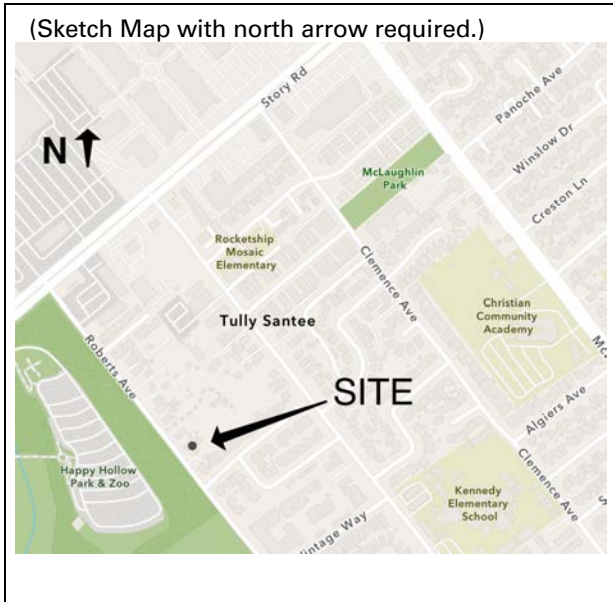 (Sketch Map with north arrow required.)
Story Rd
Panoche Ave
N
Winslow Dr
McLaughlin
Park
Creston Ln
Rocketship
Mosaic
Elementary
Clemence Ave
Christian
Community
Academy
Tully Santee
Roberts Ave
SITE
Algiers Ave
Happy Hollow
Park & Zoo
Kennedy
Elementary
School
Clemence Ave
intage Way